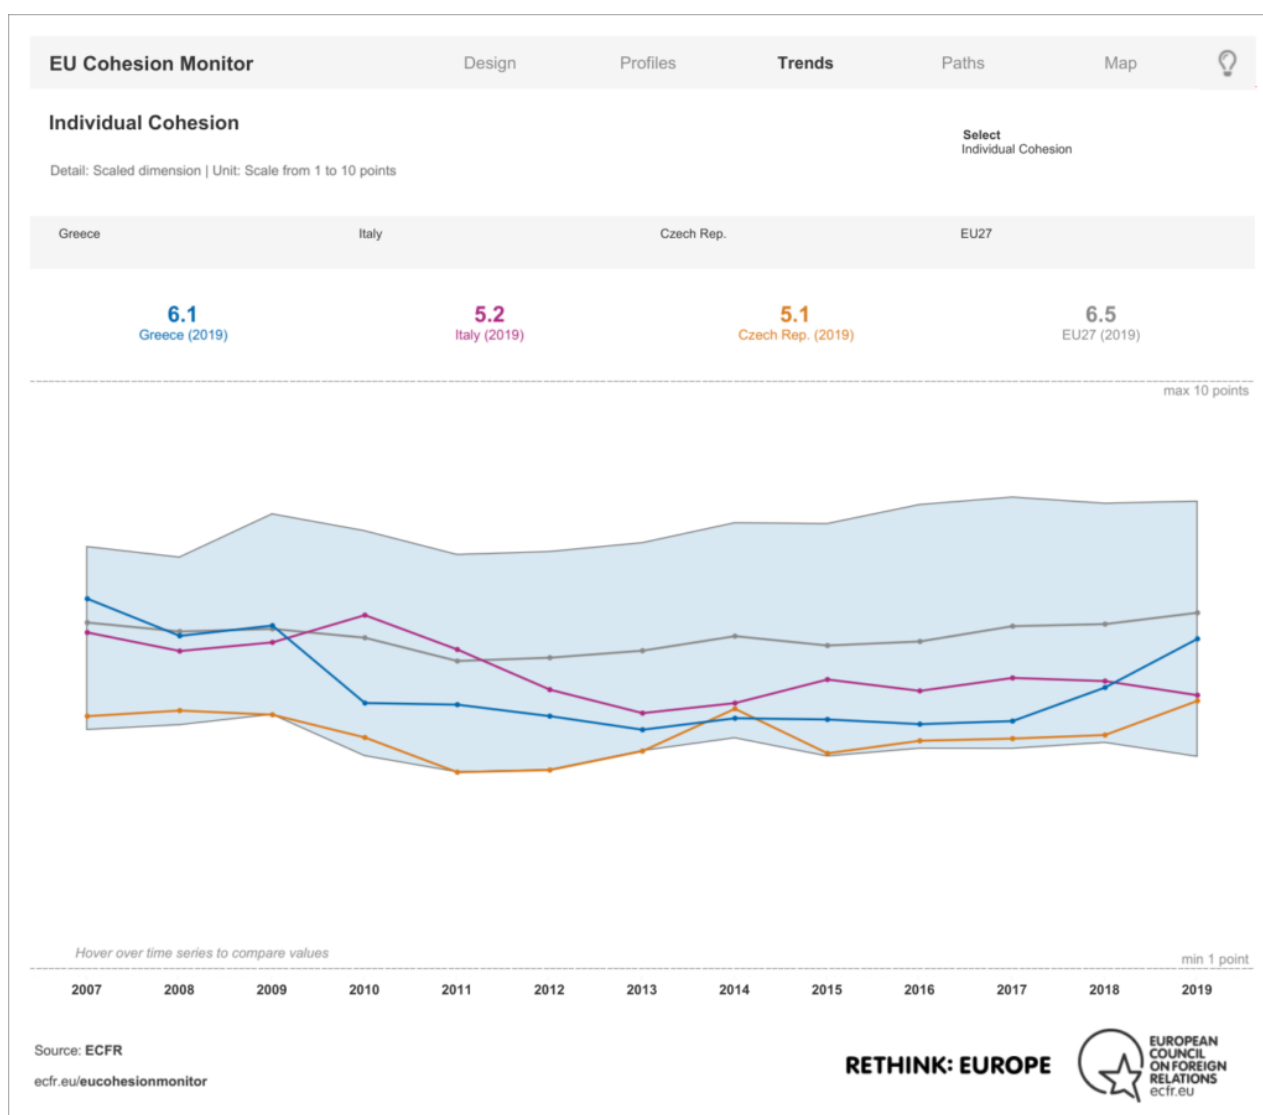 EU Cohesion Monitor
Design
Profiles
Trends
Paths
Map
Individual Cohesion
Select
Individual Cohesion
Detail: Scaled dimension | Unit: Scale from 1 to 10 points
Greece
Italy
Czech Rep.
EU27
6.1
Greece (2019)
5.2
Italy (2019)
5.1
Czech Rep. (2019)
6.5
EU27 (2019)
max 10 points
Hover over time series to compare values
min 1 point
2007 2008 2009 2010 2011 2012 2013 2014 2015 2016 2017 2018 2019
Source: ECFR
ecfr.eu/eucohesionmonitor
RETHINK: EUROPE
EUROPEAN
COUNCIL
ON FOREIGN
RELATIONS
ecfr.eu